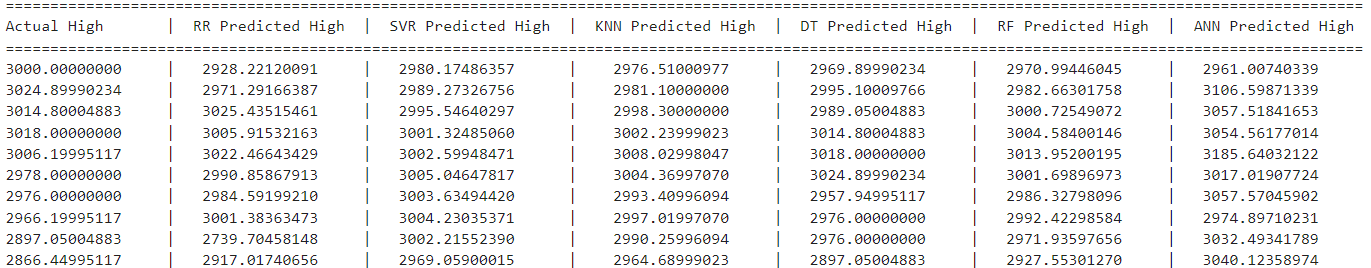 Actual High | RR Predicted High | SVR Predicted High | KNN Predicted High | DT Predicted High | RF Predicted High | ANN Predicted High
3000.00000000 | 2928.22120091 | 2980.17486357 | 2976.51000977 | 2969.89990234 | 2970.99446045 | 2961.00740339
3024.89990234 | 2971.29166387 | 2989.27326756 | 2981.10000000 | 2995.10009766 | 2982.66301758 | 3106.59871339
3014.80004883 | 3025.43515461 | 2995.54640297 | 2998.30000000 | 2989.05004883 | 3000.72549072 | 3057.51841653
3018.00000000 | 3005.91532163 | 3001.32485060 | 3002.23999023 | 3014.80004883 | 3004.58400146 | 3054.56177014
3006.19995117 | 3022.46643429 | 3002.59948471 | 3008.02998047 | 3018.00000000 | 3013.95200195 | 3185.64032122
2978.00000000 | 2990.85867913 | 3005.04647817 | 3004.36997070 | 3024.89990234 | 3001.69896973 | 3017.01907724
2976.00000000 | 2984.59199210 | 3003.63494420 | 2993.40996094 | 2957.94995117 | 2986.32798096 | 3057.57045902
2966.19995117 | 3001.38363473 | 3004.23035371 | 2997.01997070 | 2976.00000000 | 2992.42298584 | 2974.89710231
2897.05004883 | 2739.70458148 | 3002.21552390 | 2990.25996094 | 2976.00000000 | 2971.93597656 | 3032.49341789
2866.44995117 | 2917.01740656 | 2969.05900015 | 2964.68999023 | 2897.05004883 | 2927.55301270 | 3040.12358974